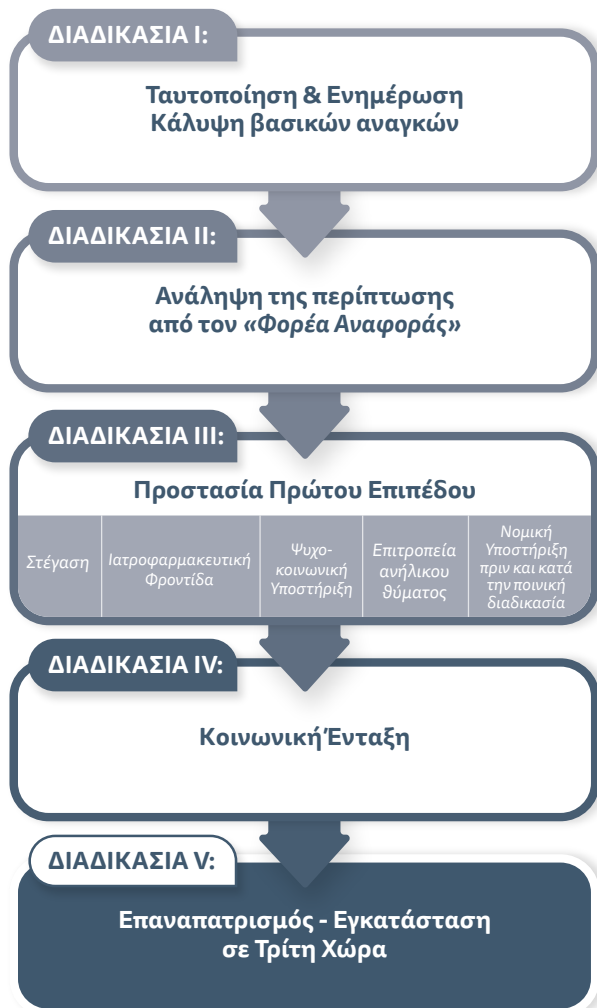 ΔΙΑΔΙΚΑΣΙΑ I:
Ταυτοποίηση & Ενημέρωση
Κάλυψη βασικών αναγκών
ΔΙΑΔΙΚΑΣΙΑ II:
Ανάληψη της περίπτωσης
από τον «Φορέα Αναφοράς»
ΔΙΑΔΙΚΑΣΙΑ III:
Προστασία Πρώτου Επιπέδου
Στέγαση
Ιατροφαρμακευτική
Φροντίδα
Ψυχο-
κοινωνική
Υποστήριξη
Επιτροπεία
ανήλικου
θύματος
Νομική
Υποστήριξη
πριν και κατά
την ποινική
διαδικασία
ΔΙΑΔΙΚΑΣΙΑ IV:
Κοινωνική Ένταξη
ΔΙΑΔΙΚΑΣΙΑ V:
Επαναπατρισμός - Εγκατάσταση
σε Τρίτη Χώρα